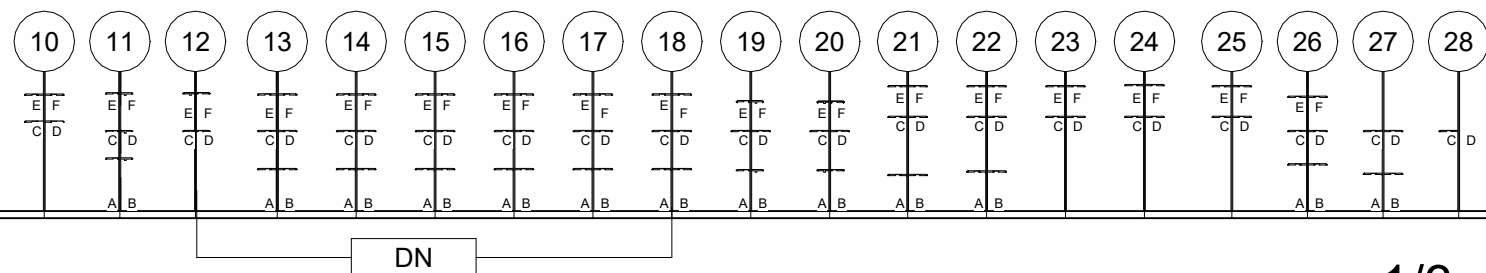 10 11 12 13 14 15 16 17 18 19 20 21 22 23 24 25 26 27 28
E F E F E F E F E F E F E F E F E F E F E F E F E F E F E F E F E F
C D C D C D C D C D C D C D C D C D C D C D C D C D C D C D C D C D C D C D
A B A B A B A B A B A B A B A B A B A B A B A B A B
DN